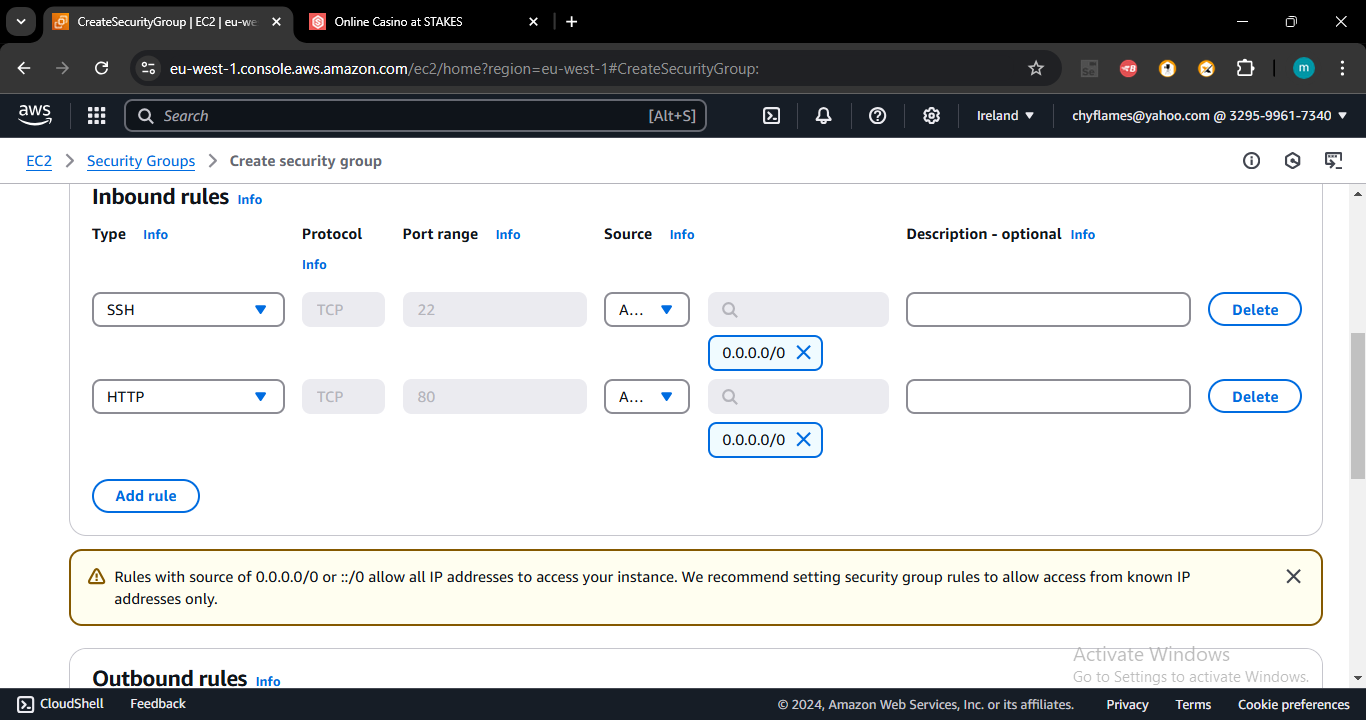 CreateSecurityGroup | EC2 | eu-we
Online Casino at STAKES
eu-west-1.console.aws.amazon.com/ec2/home?region=eu-west-1#CreateSecurityGroup:
m
aws
Search
[Alt+S]
Ireland
chyflames@yahoo.com @ 3295-9961-7340
EC2
Security Groups
Create security group
Inbound rules Info
Type Info
Protocol Info
Port range Info
Source Info
Description - optional Info
SSH
TCP
22
A...
Delete
0.0.0.0/0
HTTP
TCP
80
A...
Delete
0.0.0.0/0
Add rule
Rules with source of 0.0.0.0/0 or ::/0 allow all IP addresses to access your instance. We recommend setting security group rules to allow access from known IP
addresses only.
Outbound rules Info
Activate Windows
Go to Settings to activate Windows.
CloudShell
Feedback
© 2024, Amazon Web Services, Inc. or its affiliates.
Privacy
Terms
Cookie preferences